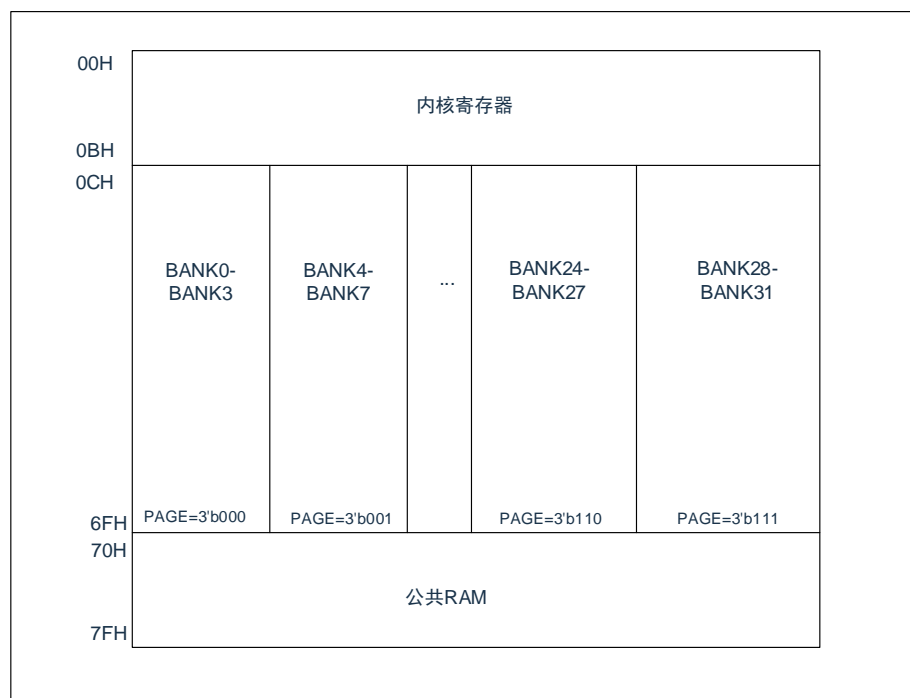 00H
内核寄存器
0BH
0CH
BANK0-
BANK3
BANK4-
BANK7
...
BANK24-
BANK27
BANK28-
BANK31
6FH
PAGE=3'b000
PAGE=3'b001
PAGE=3'b110
PAGE=3'b111
70H
公共RAM
7FH